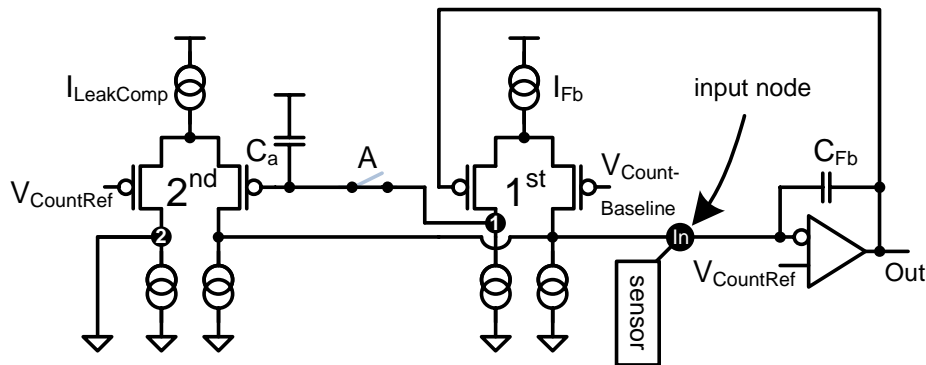 I_LeakComp
V_CountRef
2nd
2
C_a
A
I_Fb
1st
1
V_Count-
Baseline
input node
In
sensor
C_Fb
V_CountRef
Out